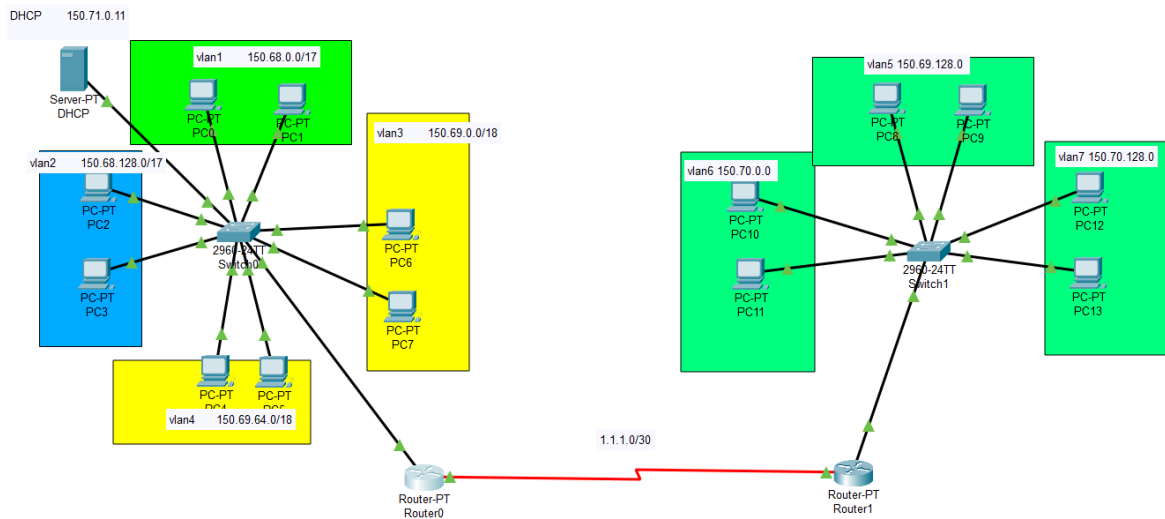 DHCP 150.71.0.11
Server-PT
DHCP
vlan1 150.68.0.0/17
PC-PT
PC0
PC-PT
PC1
vlan2 150.68.128.0/17
PC-PT
PC2
PC-PT
PC3
vlan3 150.69.0.0/18
PC-PT
PC6
PC-PT
PC7
2960-24TT
Switch0
PC-PT
PC4
PC-PT
PC5
vlan4 150.69.64.0/18
Router-PT
Router0
1.1.1.0/30
Router-PT
Router1
vlan5 150.69.128.0
PC-PT
PC8
PC-PT
PC9
vlan6 150.70.0.0
PC-PT
PC10
PC-PT
PC11
vlan7 150.70.128.0
PC-PT
PC12
PC-PT
PC13
2960-24TT
Switch1